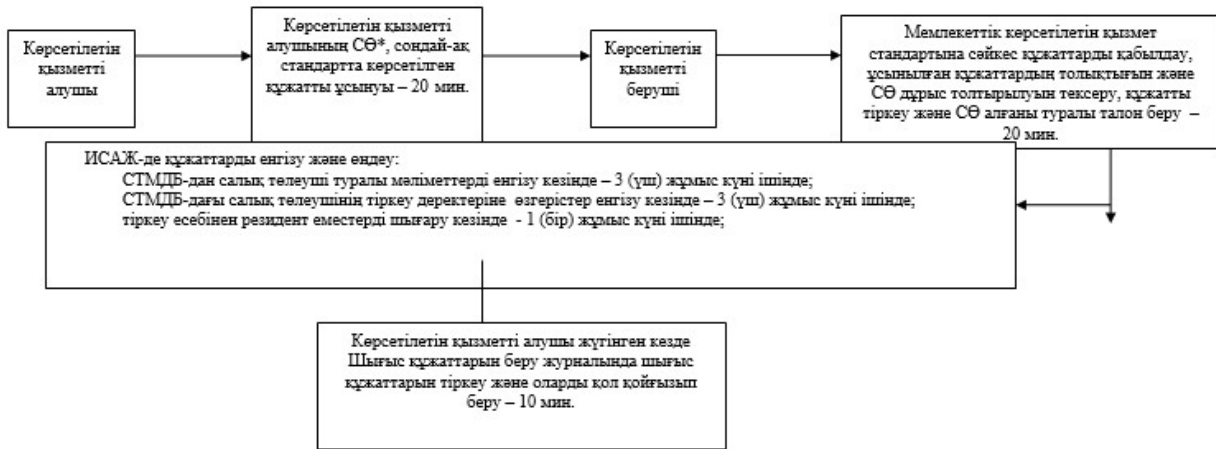 Көрсетілетін
қызметті
алушы
Көрсетілетін қызметті
алушының СӨ*, сондай-ақ
стандартта көрсетілген
құжатты ұсынуы – 20 мин.
Көрсетілетін
қызметті
беруші
Мемлекеттік көрсетілетін қызмет
стандартына сәйкес құжаттарды қабылдау,
ұсынылған құжаттардың толықтығын және
СӨ дұрыс толтырылуын тексеру, құжатты
тіркеу және СӨ алғаны туралы талон беру –
20 мин.
ИСАЖ-де құжаттарды енгізу және өңдеу:
СТМДБ-дан салық төлеуші туралы мәліметтерді енгізу кезінде – 3 (үш) жұмыс күні ішінде;
СТМДБ-дағы салық төлеушінің тіркеу деректеріне өзгерістер енгізу кезінде – 3 (үш) жұмыс күні ішінде;
тіркеу есебінен резидент еместерді шығару кезінде - 1 (бір) жұмыс күні ішінде;
Көрсетілетін қызметті алушы жүгінген кезде
Шығыс құжаттарын беру журналында шығыс
құжаттарын тіркеу және оларды қол қойғызып
беру – 10 мин.